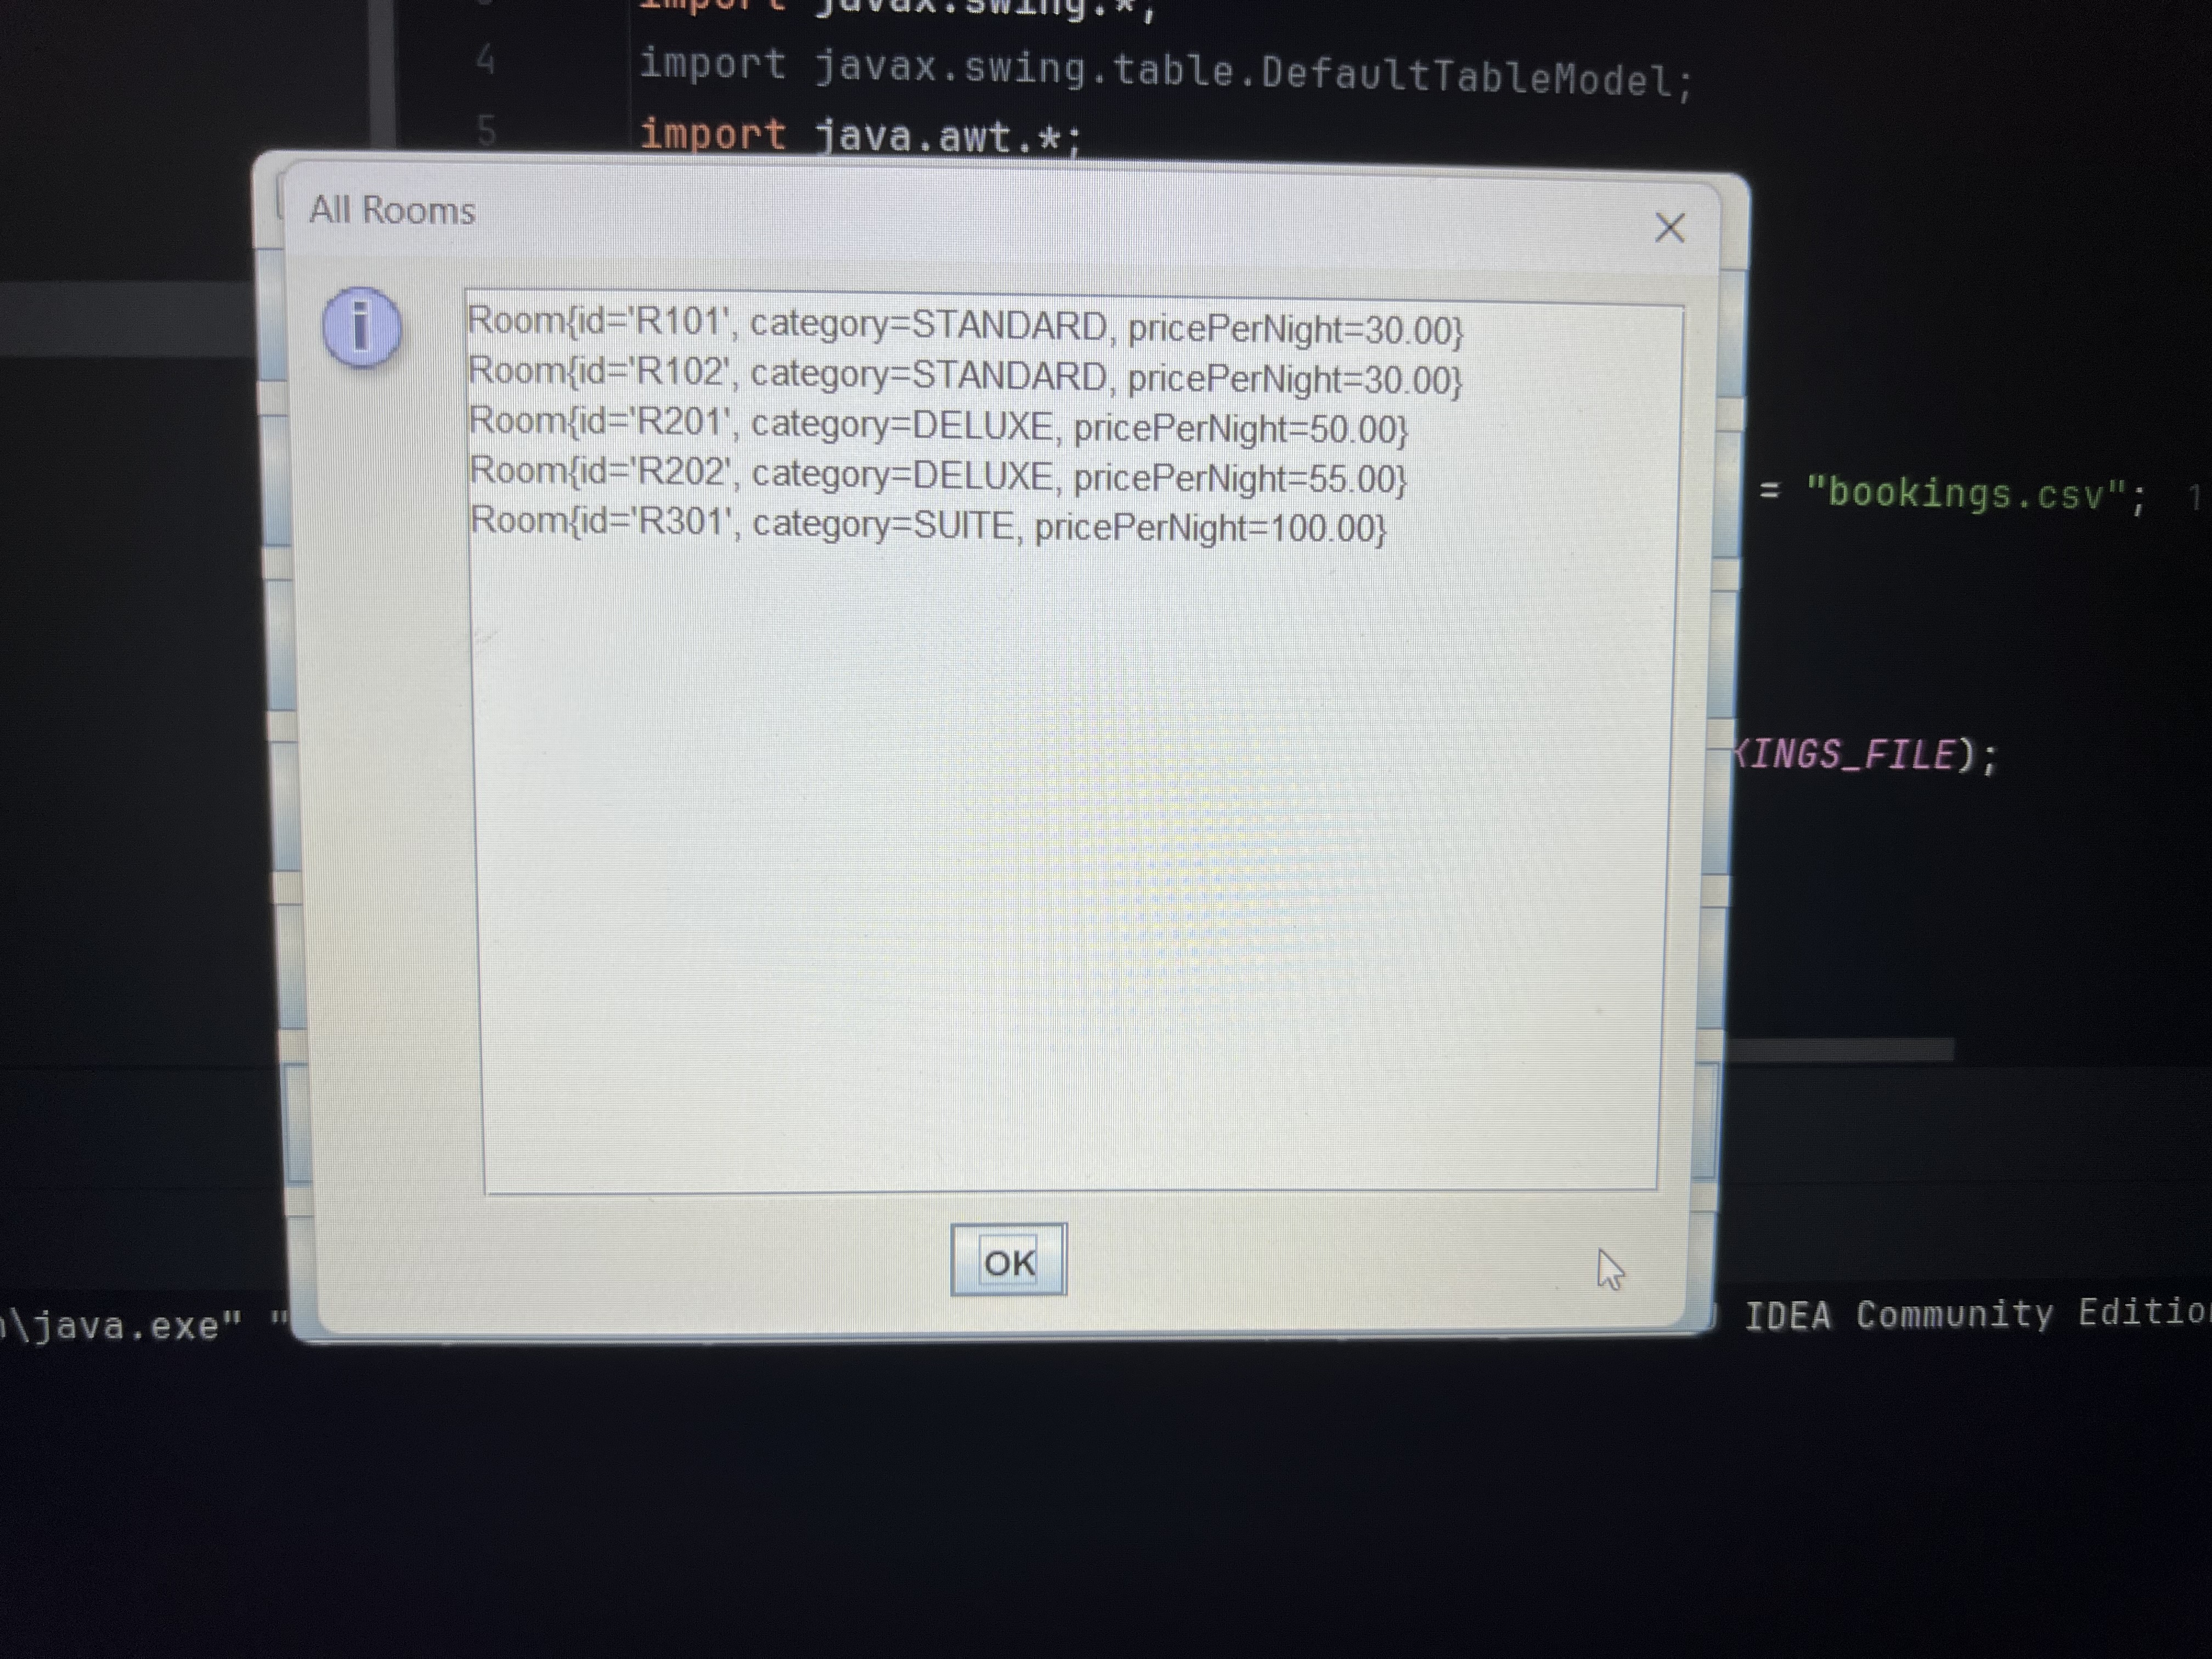 import javax.swing.*;
4 import javax.swing.table.DefaultTableModel;
5 import java.awt.*;
All Rooms
Room{id='R101', category=STANDARD, pricePerNight=30.00}
Room{id='R102', category=STANDARD, pricePerNight=30.00}
Room{id='R201', category=DELUXE, pricePerNight=50.00}
Room{id='R202', category=DELUXE, pricePerNight=55.00}
Room{id='R301', category=SUITE, pricePerNight=100.00}
= "bookings.csv"; 1
KINGS_FILE);
OK
\java.exe" " IDEA Community Editio